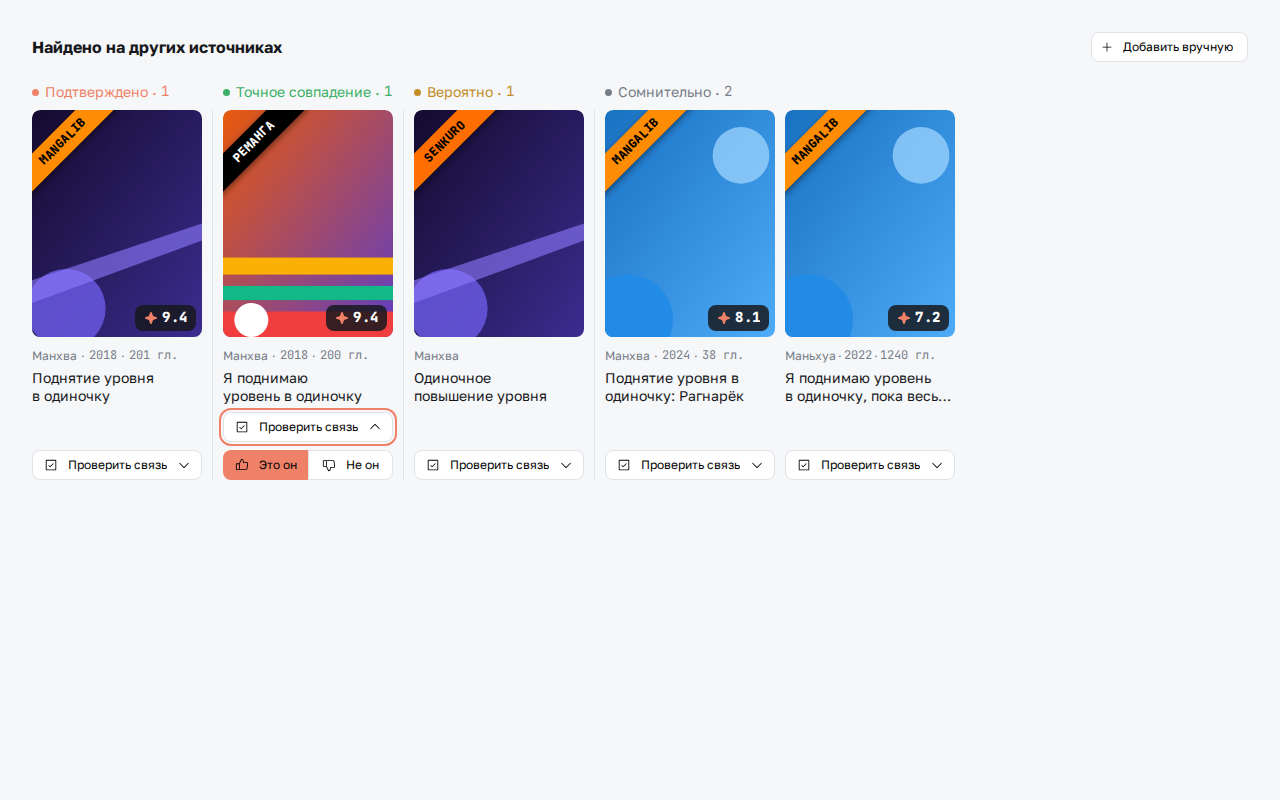 Найдено на других источниках
Добавить вручную
Подтверждено · 1
Точное совпадение · 1
Вероятно · 1
Сомнительно · 2
MANGALIB
РЕМАНГА
SENKURO
MANGALIB
MANGALIB
9.4
9.4
8.1
7.2
Манхва · 2018 · 201 гл.
Поднятие уровня
в одиночку
Проверить связь
Манхва · 2018 · 200 гл.
Я поднимаю
уровень в одиночку
Проверить связь
Это он
Не он
Манхва
Одиночное
повышение уровня
Проверить связь
Манхва · 2024 · 38 гл.
Поднятие уровня в
одиночку: Рагнарёк
Проверить связь
Маньхуа · 2022 · 1240 гл.
Я поднимаю уровень
в одиночку, пока весь…
Проверить связь